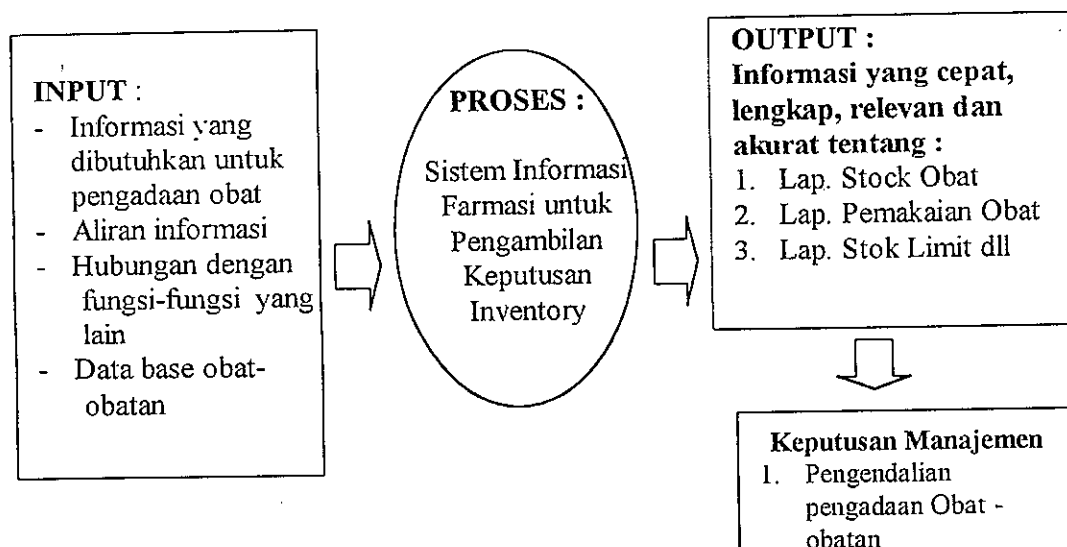 INPUT :
- Informasi yang
dibutuhkan untuk
pengadaan obat
- Aliran informasi
- Hubungan dengan
fungsi-fungsi yang
lain
- Data base obat-
obatan
PROSES :
Sistem Informasi
Farmasi untuk
Pengambilan
Keputusan
Inventory
OUTPUT :
Informasi yang cepat,
lengkap, relevan dan
akurat tentang :
1. Lap. Stock Obat
2. Lap. Pemakaian Obat
3. Lap. Stok Limit dll
Keputusan Manajemen
1. Pengendalian
pengadaan Obat -
obatan